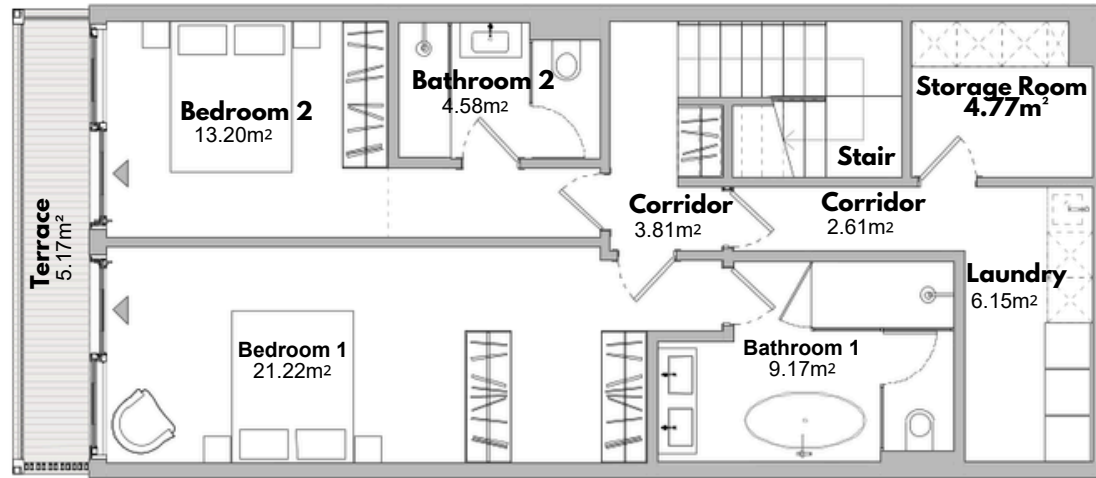 Bedroom 2
13.20m²
Bathroom 2
4.58m²
Storage Room
4.77m²
Stair
Terrace
5.17m²
Corridor
3.81m²
Corridor
2.61m²
Laundry
6.15m²
Bedroom 1
21.22m²
Bathroom 1
9.17m²